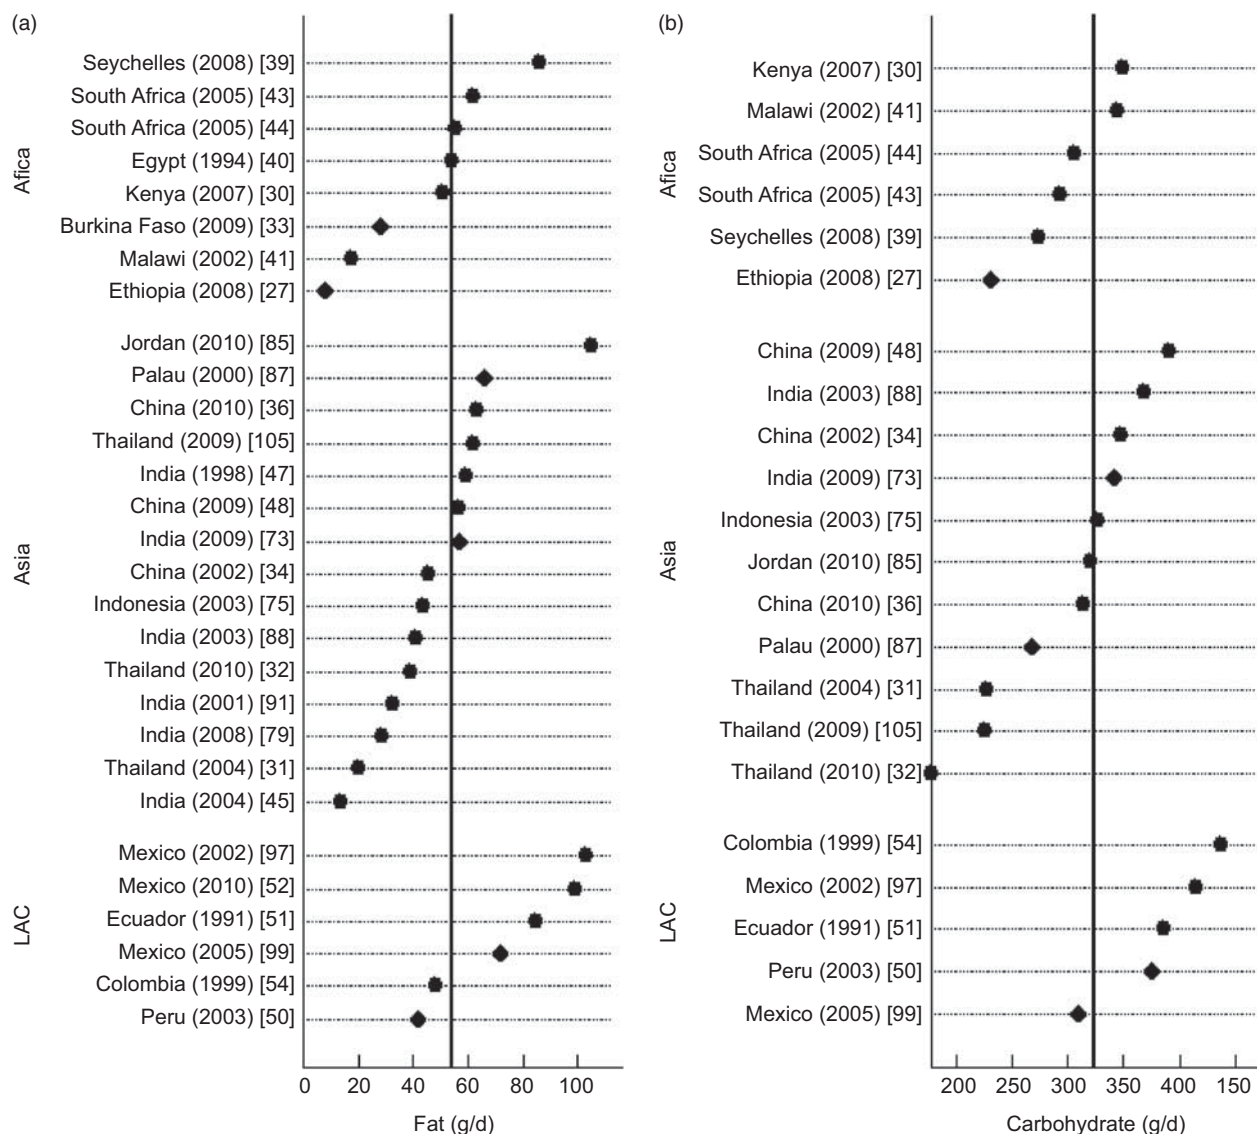 (a)
Afica
Seychelles (2008) [39]
South Africa (2005) [43]
South Africa (2005) [44]
Egypt (1994) [40]
Kenya (2007) [30]
Burkina Faso (2009) [33]
Malawi (2002) [41]
Ethiopia (2008) [27]
Asia
Jordan (2010) [85]
Palau (2000) [87]
China (2010) [36]
Thailand (2009) [105]
India (1998) [47]
China (2009) [48]
India (2009) [73]
China (2002) [34]
Indonesia (2003) [75]
India (2003) [88]
Thailand (2010) [32]
India (2001) [91]
India (2008) [79]
Thailand (2004) [31]
India (2004) [45]
LAC
Mexico (2002) [97]
Mexico (2010) [52]
Ecuador (1991) [51]
Mexico (2005) [99]
Colombia (1999) [54]
Peru (2003) [50]
0 20 40 60 80 100
Fat (g/d)
(b)
Afica
Kenya (2007) [30]
Malawi (2002) [41]
South Africa (2005) [44]
South Africa (2005) [43]
Seychelles (2008) [39]
Ethiopia (2008) [27]
Asia
China (2009) [48]
India (2003) [88]
China (2002) [34]
India (2009) [73]
Indonesia (2003) [75]
Jordan (2010) [85]
China (2010) [36]
Palau (2000) [87]
Thailand (2004) [31]
Thailand (2009) [105]
Thailand (2010) [32]
LAC
Colombia (1999) [54]
Mexico (2002) [97]
Ecuador (1991) [51]
Peru (2003) [50]
Mexico (2005) [99]
200 250 300 350 400 150
Carbohydrate (g/d)